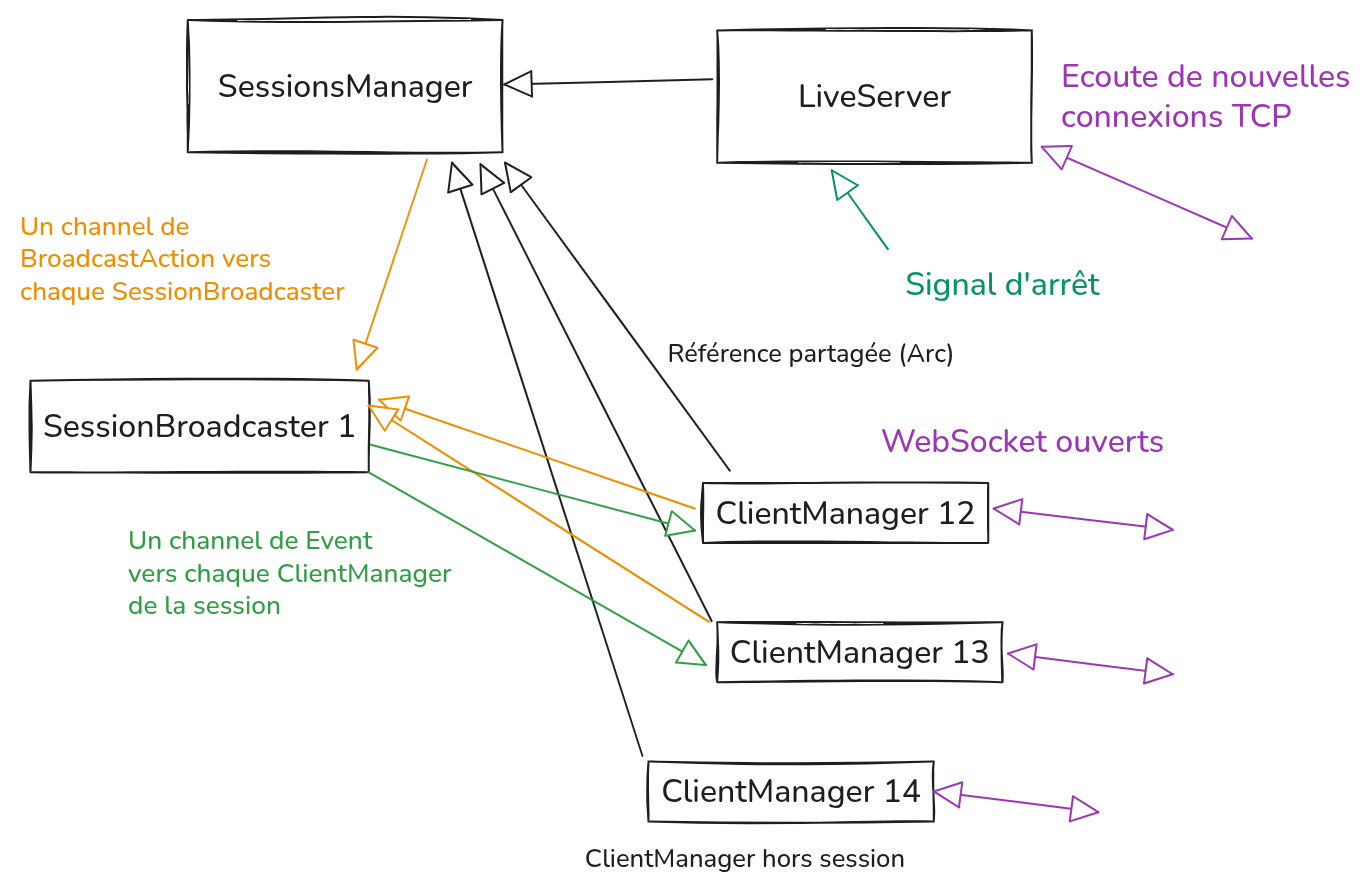 SessionsManager
LiveServer
Ecoute de nouvelles
connexions TCP
Un channel de
BroadcastAction vers
chaque SessionBroadcaster
Signal d'arrêt
Référence partagée (Arc)
SessionBroadcaster 1
WebSocket ouverts
ClientManager 12
Un channel de Event
vers chaque ClientManager
de la session
ClientManager 13
ClientManager 14
ClientManager hors session